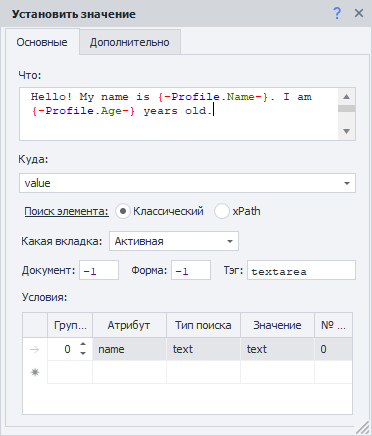 Установить значение ? ×
Основные Дополнительно
Что:
Hello! My name is {-Profile.Name-}. I am
{-Profile.Age-} years old.
Куда:
value
Поиск элемента: Классический xPath
Какая вкладка: Активная
Документ: -1 Форма: -1 Тэг: textarea
Условия:
Груп... Атрибут Тип поиска Значение № ...
0 name text text 0